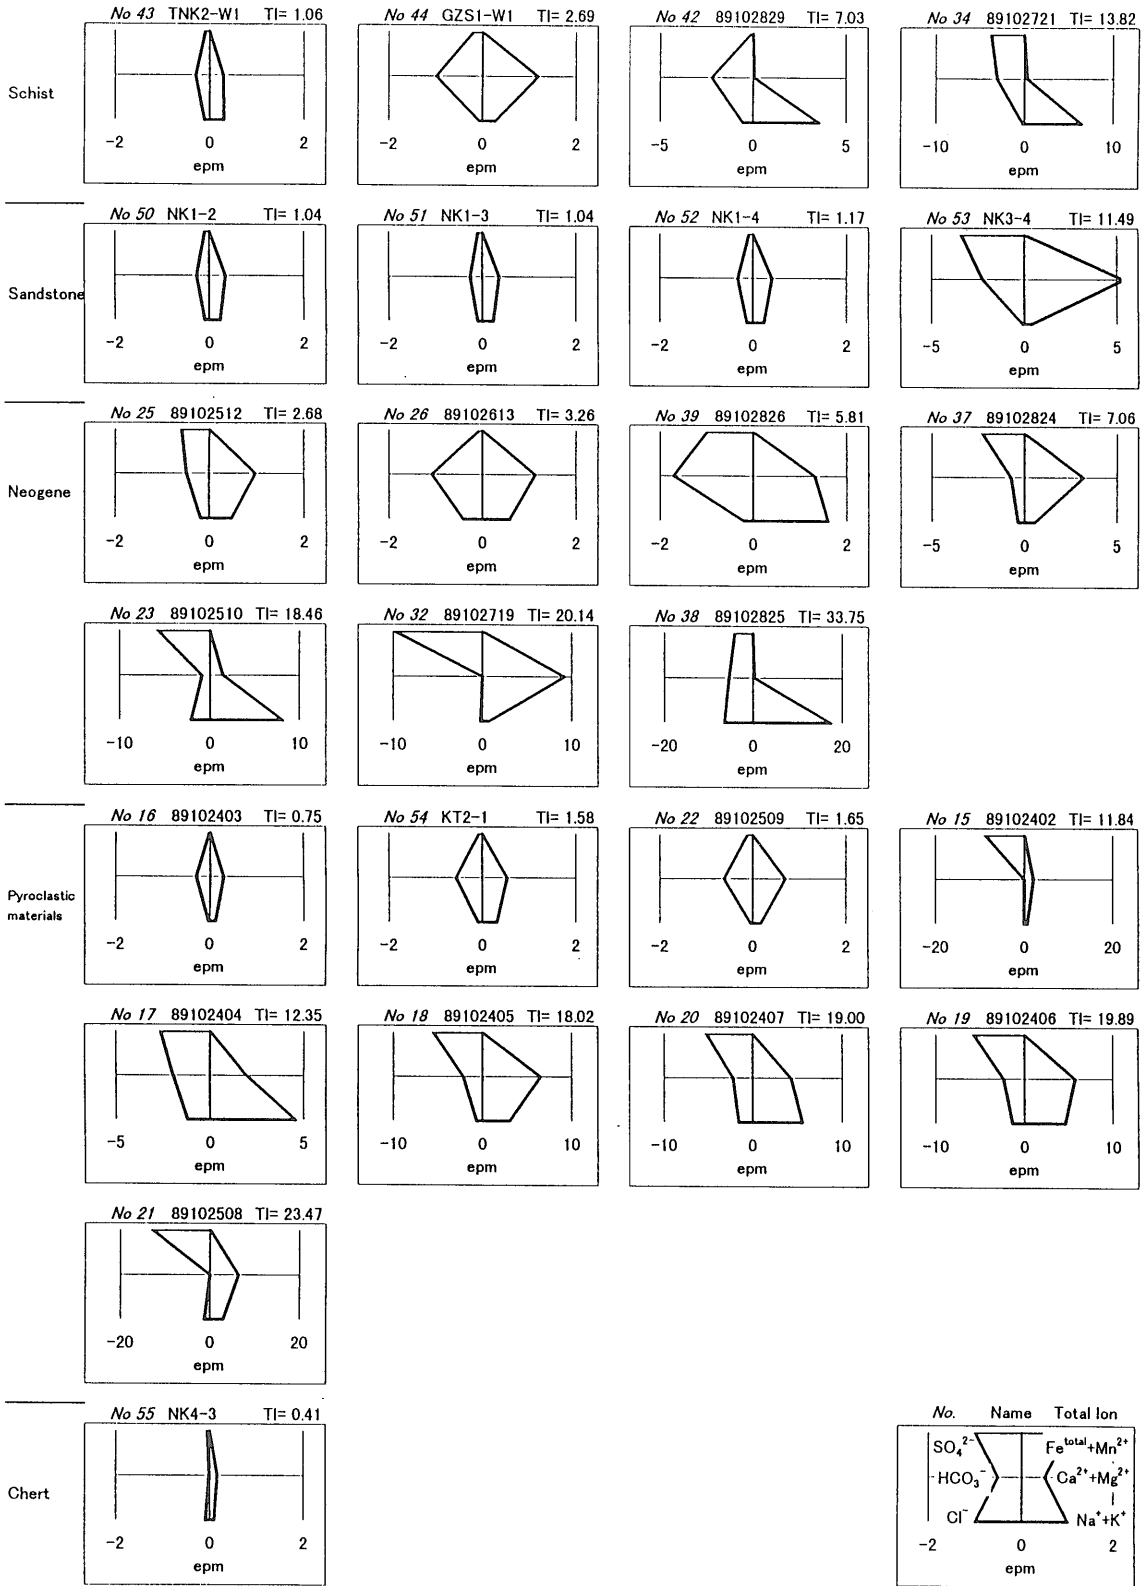 No 43 TNK2-W1 TI= 1.06
No 44 GZS1-W1 TI= 2.69
No 42 89102829 TI= 7.03
No 34 89102721 TI= 13.82
Schist
-2 0 2
epm
-2 0 2
epm
-5 0 5
epm
-10 0 10
epm
No 50 NK1-2 TI= 1.04
No 51 NK1-3 TI= 1.04
No 52 NK1-4 TI= 1.17
No 53 NK3-4 TI= 11.49
Sandstone
-2 0 2
epm
-2 0 2
epm
-2 0 2
epm
-5 0 5
epm
No 25 89102512 TI= 2.68
No 26 89102613 TI= 3.26
No 39 89102826 TI= 5.81
No 37 89102824 TI= 7.06
Neogene
-2 0 2
epm
-2 0 2
epm
-2 0 2
epm
-5 0 5
epm
No 23 89102510 TI= 18.46
No 32 89102719 TI= 20.14
No 38 89102825 TI= 33.75
-10 0 10
epm
-10 0 10
epm
-20 0 20
epm
No 16 89102403 TI= 0.75
No 54 KT2-1 TI= 1.58
No 22 89102509 TI= 1.65
No 15 89102402 TI= 11.84
Pyroclastic
materials
-2 0 2
epm
-2 0 2
epm
-2 0 2
epm
-20 0 20
epm
No 17 89102404 TI= 12.35
No 18 89102405 TI= 18.02
No 20 89102407 TI= 19.00
No 19 89102406 TI= 19.89
-5 0 5
epm
-10 0 10
epm
-10 0 10
epm
-10 0 10
epm
No 21 89102508 TI= 23.47
-20 0 20
epm
No 55 NK4-3 TI= 0.41
Chert
-2 0 2
epm
No. Name Total Ion
SO₄²⁻ Fe^total+Mn²⁺
HCO₃⁻ Ca²⁺+Mg²⁺
Cl⁻ Na⁺+K⁺
-2 0 2
epm